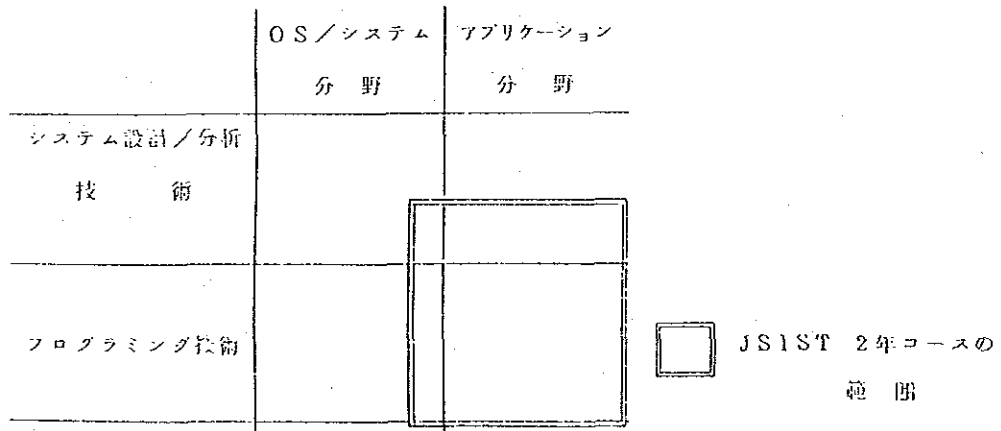 OS／システム
分野
アプリケーション
分野
システム設計／分析
技術
プログラミング技術
JSIST 2年コースの
範囲